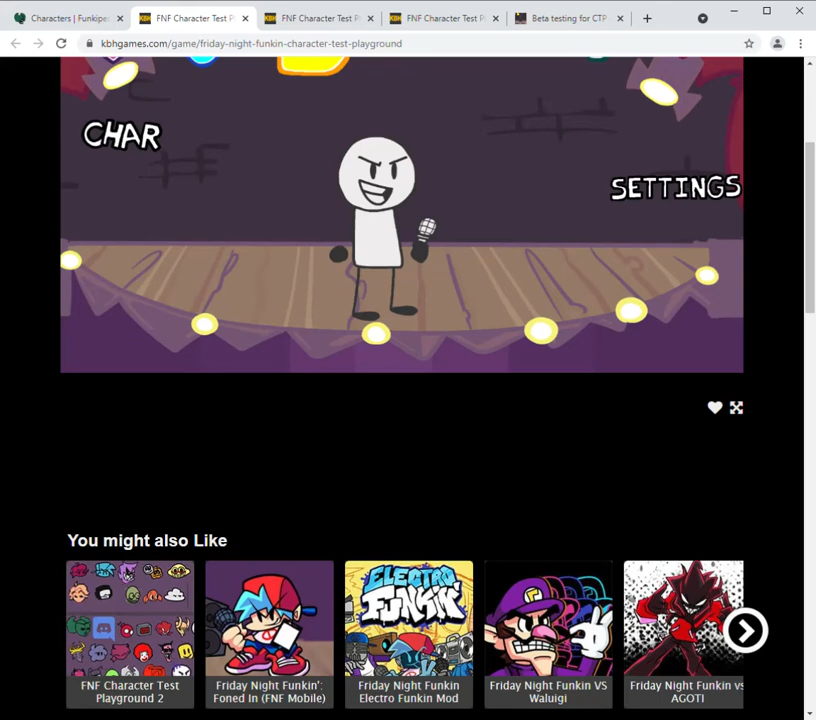 Characters | Funkipe
FNF Character Test P
FNF Character Test P
FNF Character Test P
Beta testing for CTP
kbhgames.com/game/friday-night-funkin-character-test-playground
CHAR
SETTINGS
You might also Like
ELECTRO
FUNKIN'
FNF Character Test
Playground 2
Friday Night Funkin':
Foned In (FNF Mobile)
Friday Night Funkin
Electro Funkin Mod
Friday Night Funkin VS
Waluigi
Friday Night Funkin vs
AGOTI